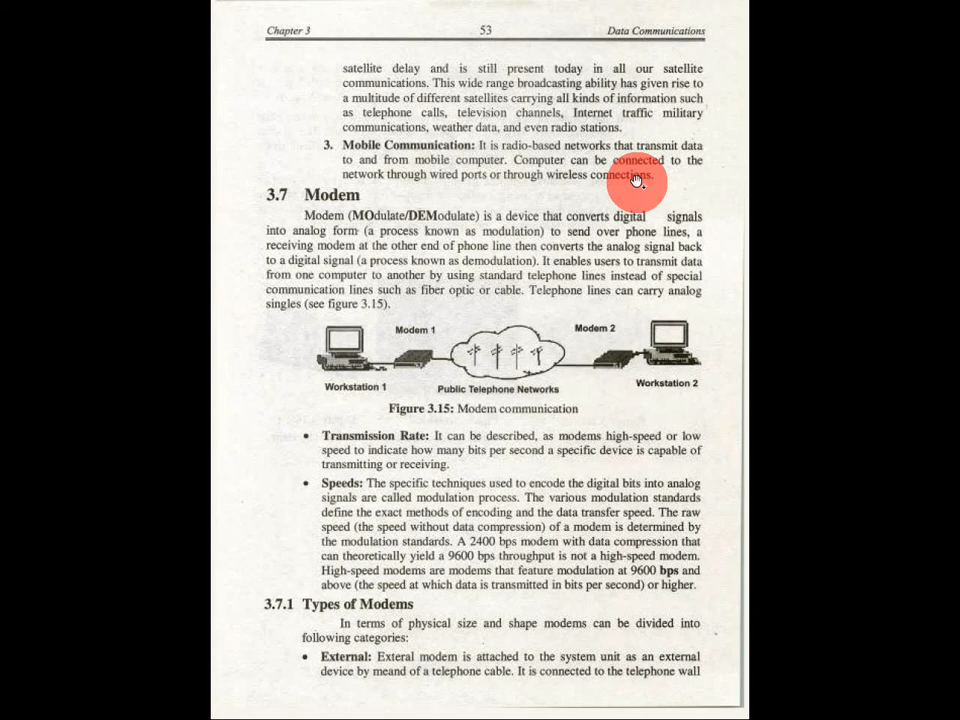 Chapter 3 53 Data Communications
satellite delay and is still present today in all our satellite
communications. This wide range broadcasting ability has given rise to
a multitude of different satellites carrying all kinds of information such
as telephone calls, television channels, Internet traffic military
communications, weather data, and even radio stations.
3. Mobile Communication: It is radio-based networks that transmit data
to and from mobile computer. Computer can be connected to the
network through wired ports or through wireless connections.
3.7 Modem
Modem (MOdulate/DEModulate) is a device that converts digital signals
into analog form (a process known as modulation) to send over phone lines, a
receiving modem at the other end of phone line then converts the analog signal back
to a digital signal (a process known as demodulation). It enables users to transmit data
from one computer to another by using standard telephone lines instead of special
communication lines such as fiber optic or cable. Telephone lines can carry analog
singles (see figure 3.15).
Modem 1 Modem 2
Workstation 1 Public Telephone Networks Workstation 2
Figure 3.15: Modem communication
• Transmission Rate: It can be described, as modems high-speed or low
speed to indicate how many bits per second a specific device is capable of
transmitting or receiving.
• Speeds: The specific techniques used to encode the digital bits into analog
signals are called modulation process. The various modulation standards
define the exact methods of encoding and the data transfer speed. The raw
speed (the speed without data compression) of a modem is determined by
the modulation standards. A 2400 bps modem with data compression that
can theoretically yield a 9600 bps throughput is not a high-speed modem.
High-speed modems are modems that feature modulation at 9600 bps and
above (the speed at which data is transmitted in bits per second) or higher.
3.7.1 Types of Modems
In terms of physical size and shape modems can be divided into
following categories:
• External: Exteral modem is attached to the system unit as an external
device by meand of a telephone cable. It is connected to the telephone wall